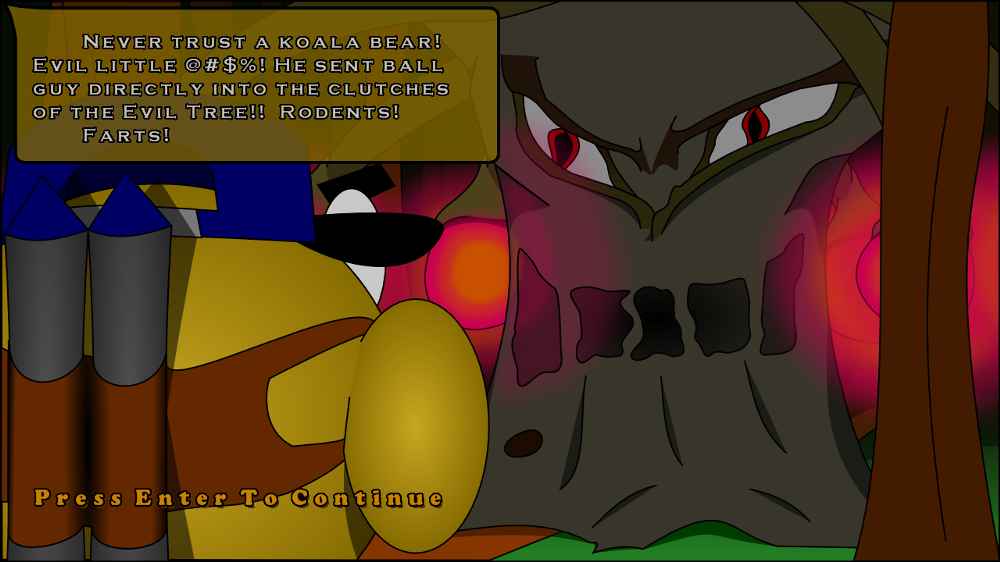 Never trust a koala bear!
Evil little @#$%! He sent ball
guy directly into the clutches
of the Evil Tree!! Rodents!
Farts!
Press Enter To Continue